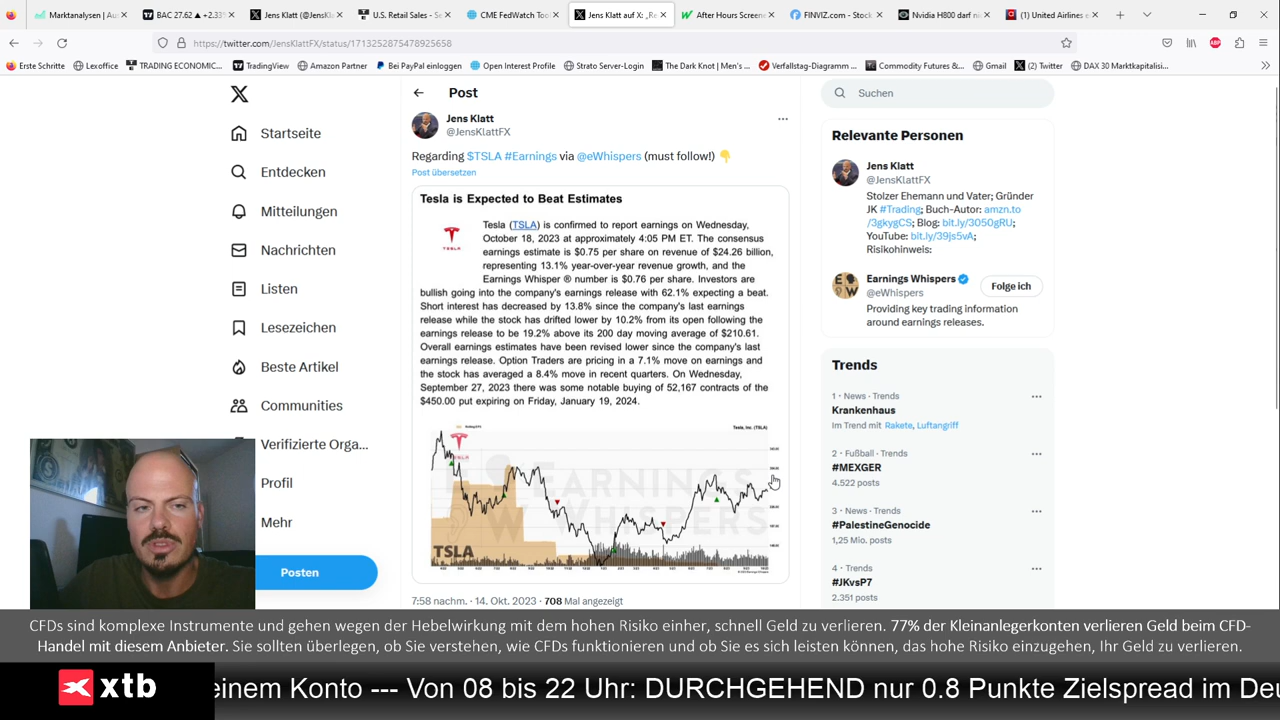 Marktanalysen | Aus
BAC 27.62 ▲ +2.33%
Jens Klatt (@JensKla
U.S. Retail Sales - Se
CME FedWatch Too
Jens Klatt auf X: „Re
After Hours Screene
FINVIZ.com - Stock
Nvidia H800 darf ni
(1) United Airlines e
https://twitter.com/JensKlattFX/status/1713252875478925658
Erste Schritte
Lexoffice
TRADING ECONOMIC...
TradingView
Amazon Partner
Bei PayPal einloggen
Open Interest Profile
Strato Server-Login
The Dark Knot | Men's ...
Verfallstag-Diagramm ...
Commodity Futures &...
Gmail
(2) Twitter
DAX 30 Marktkapitalisi...
Startseite
Entdecken
Mitteilungen
Nachrichten
Listen
Lesezeichen
Beste Artikel
Communities
Verifizierte Orga...
Profil
Mehr
Posten
Post
Jens Klatt
@JensKlattFX
Regarding $TSLA #Earnings via @eWhispers (must follow!) 👇
Post übersetzen
Tesla is Expected to Beat Estimates
TESLA
Tesla (TSLA) is confirmed to report earnings on Wednesday,
October 18, 2023 at approximately 4:05 PM ET. The consensus
earnings estimate is $0.75 per share on revenue of $24.26 billion,
representing 13.1% year-over-year revenue growth, and the
Earnings Whisper ® number is $0.76 per share. Investors are
bullish going into the company's earnings release with 62.1% expecting a beat.
Short interest has decreased by 13.8% since the company's last earnings
release while the stock has drifted lower by 10.2% from its open following the
earnings release to be 19.2% above its 200 day moving average of $210.61.
Overall earnings estimates have been revised lower since the company's last
earnings release. Option Traders are pricing in a 7.1% move on earnings and
the stock has averaged a 8.4% move in recent quarters. On Wednesday,
September 27, 2023 there was some notable buying of 52,167 contracts of the
$450.00 put expiring on Friday, January 19, 2024.
Tesla, Inc. (TSLA)
EARNINGS
WHISPERS
TSLA
7:58 nachm. · 14. Okt. 2023 · 708 Mal angezeigt
Suchen
Relevante Personen
Jens Klatt
@JensKlattFX
Stolzer Ehemann und Vater; Gründer
JK #Trading; Buch-Autor: amzn.to
/3gkygCS; Blog: bit.ly/3050gRU;
YouTube: bit.ly/39js5vA;
Risikohinweis:
Earnings Whispers
@eWhispers
Folge ich
Providing key trading information
around earnings releases.
Trends
1 · News · Trends
Krankenhaus
Im Trend mit Rakete, Luftangriff
2 · Fußball · Trends
#MEXGER
4.522 posts
3 · News · Trends
#PalestineGenocide
1,25 Mio. posts
4 · Trends
#JKvsP7
2.351 posts
CFDs sind komplexe Instrumente und gehen wegen der Hebelwirkung mit dem hohen Risiko einher, schnell Geld zu verlieren. 77% der Kleinanlegerkonten verlieren Geld beim CFD-
Handel mit diesem Anbieter. Sie sollten überlegen, ob Sie verstehen, wie CFDs funktionieren und ob Sie es sich leisten können, das hohe Risiko einzugehen, Ihr Geld zu verlieren.
xtb
einem Konto --- Von 08 bis 22 Uhr: DURCHGEHEND nur 0.8 Punkte Zielspread im Deu